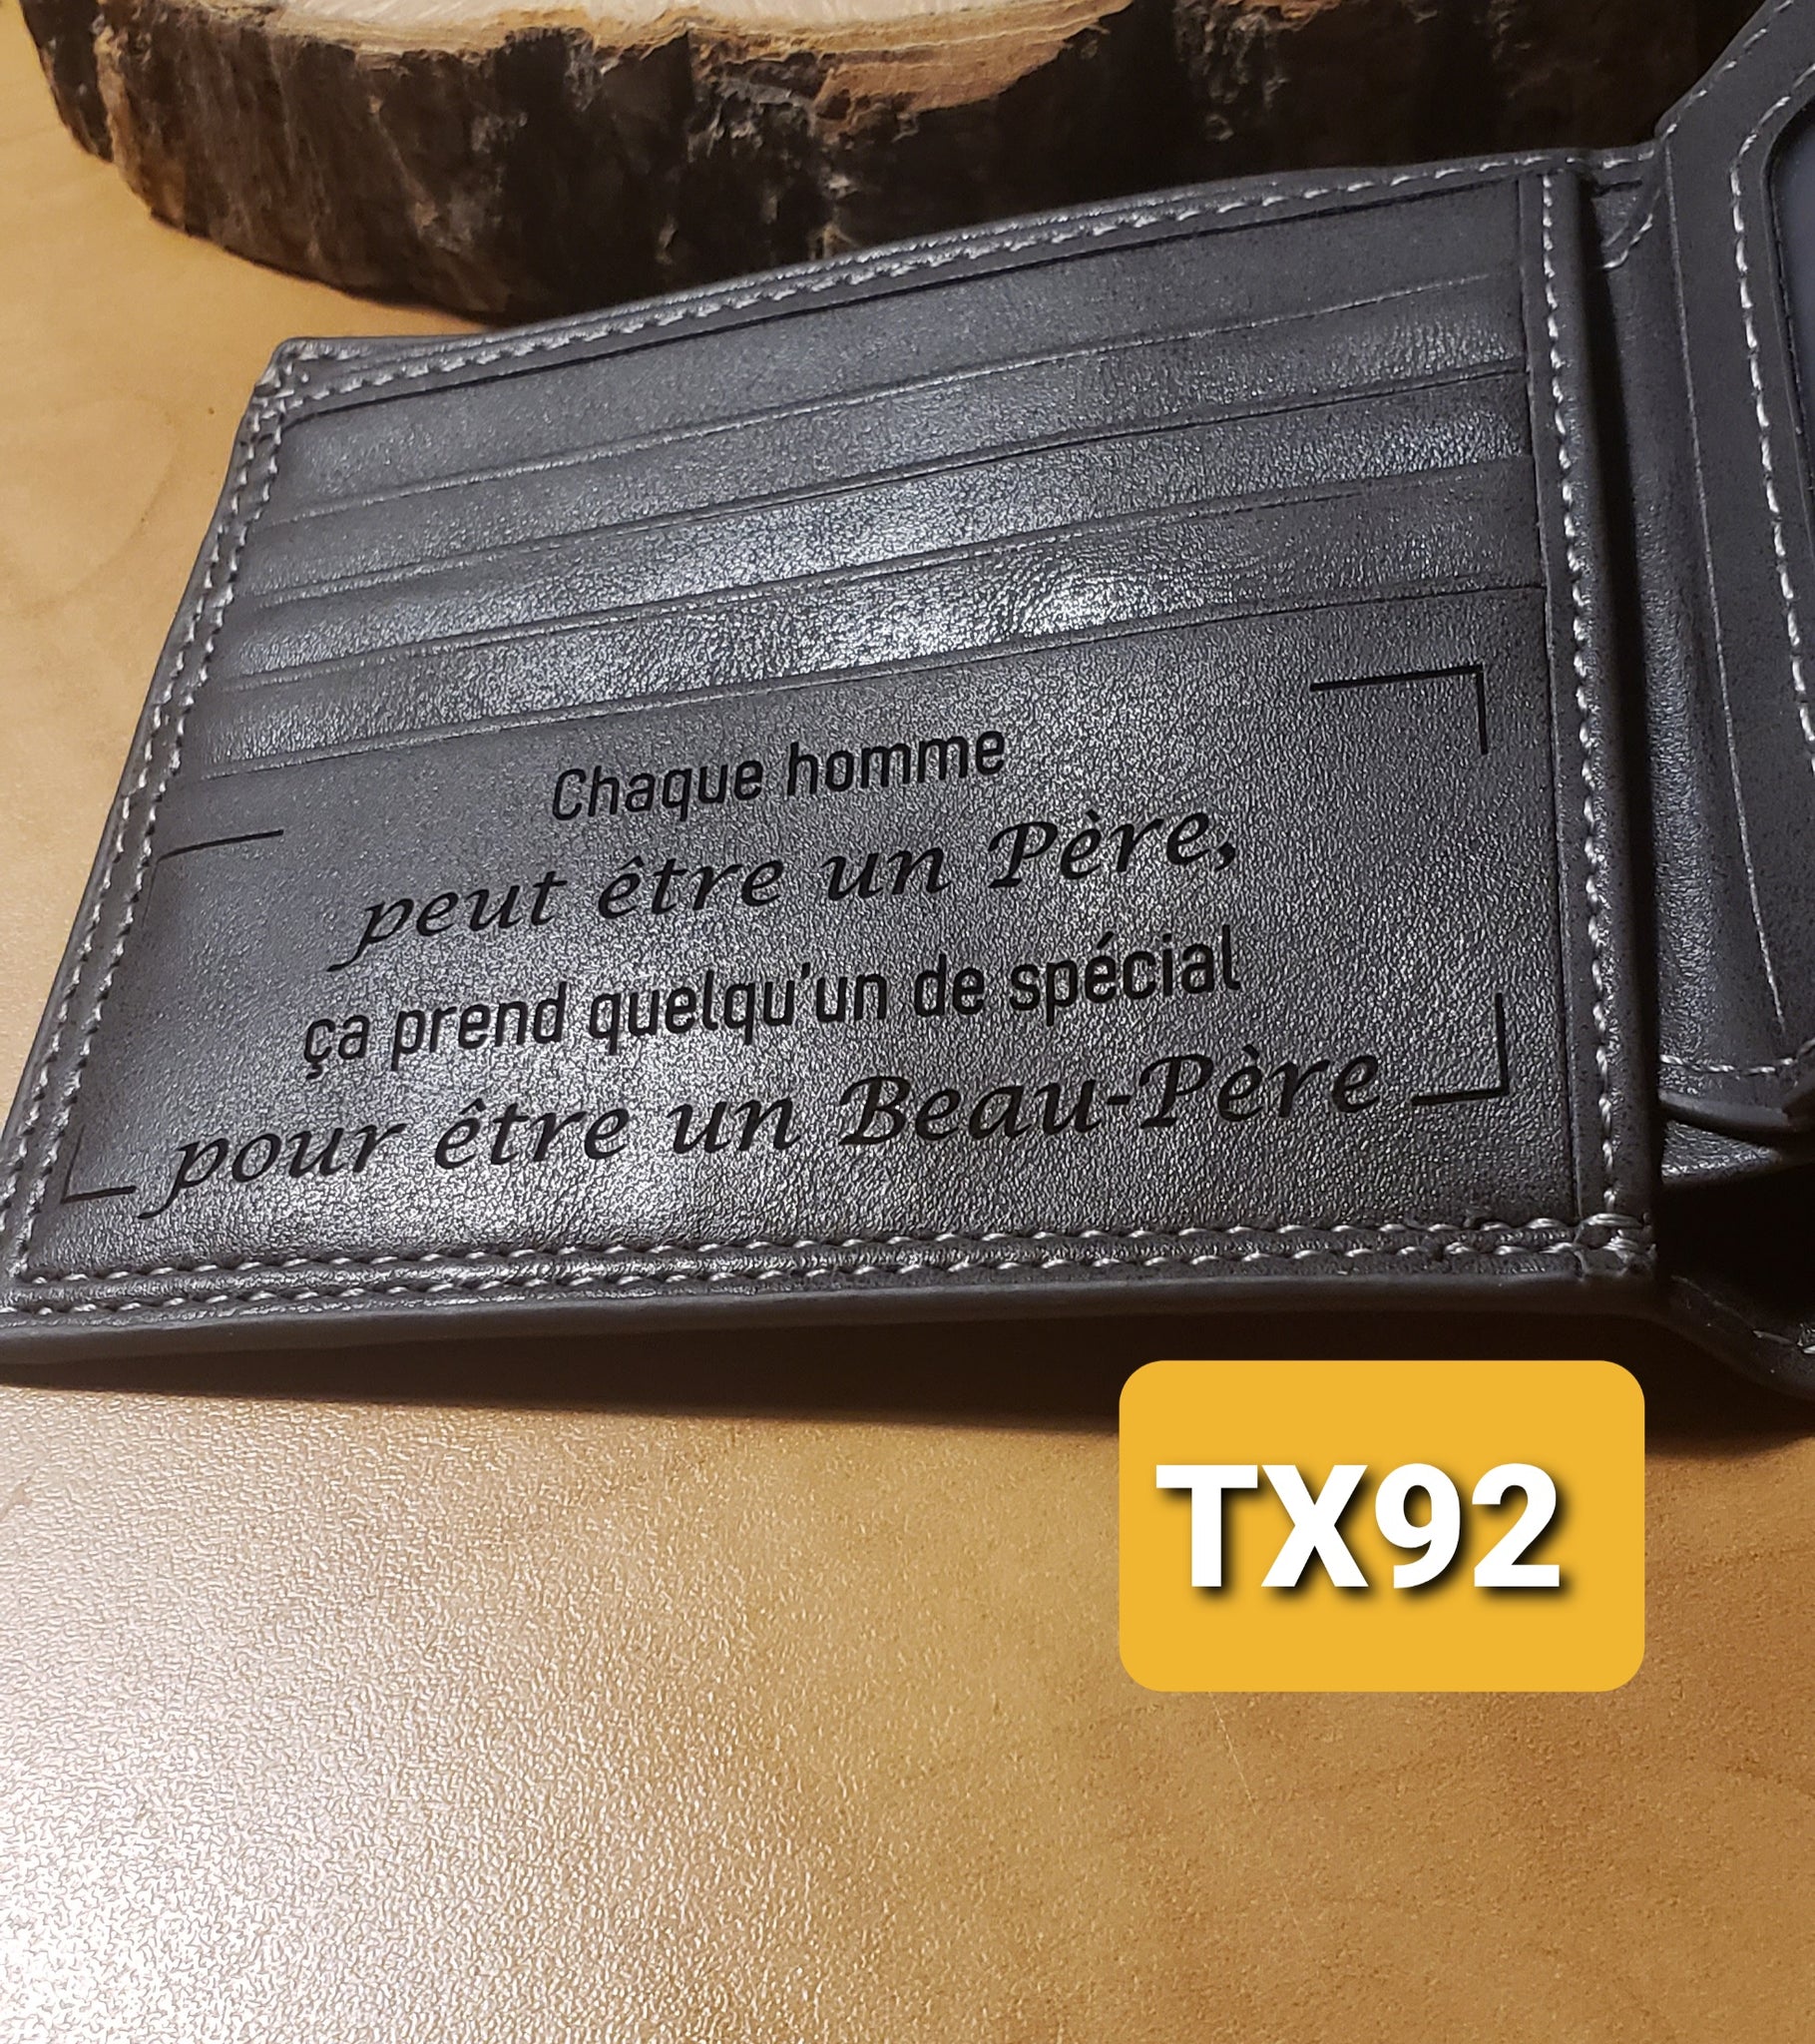 Chaque homme
peut être un Père,
ça prend quelqu'un de spécial
pour être un Beau-Père
TX92